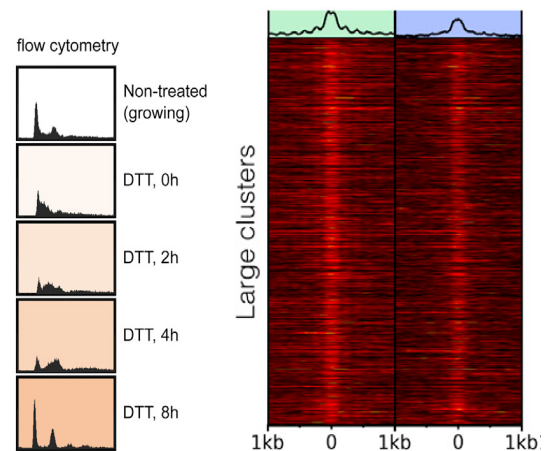 flow cytometry
Non-treated
(growing)
DTT, 0h
DTT, 2h
DTT, 4h
DTT, 8h
Large clusters
1kb 0 1kb 0 1kb